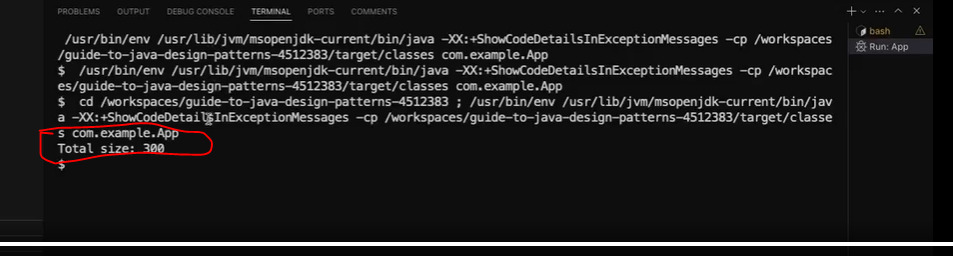 PROBLEMS OUTPUT DEBUG CONSOLE TERMINAL PORTS COMMENTS
/usr/bin/env /usr/lib/jvm/msopenjdk-current/bin/java -XX:+ShowCodeDetailsInExceptionMessages -cp /workspaces
/guide-to-java-design-patterns-4512383/target/classes com.example.App
$ /usr/bin/env /usr/lib/jvm/msopenjdk-current/bin/java -XX:+ShowCodeDetailsInExceptionMessages -cp /workspac
es/guide-to-java-design-patterns-4512383/target/classes com.example.App
$ cd /workspaces/guide-to-java-design-patterns-4512383 ; /usr/bin/env /usr/lib/jvm/msopenjdk-current/bin/jav
a -XX:+ShowCodeDetailsInExceptionMessages -cp /workspaces/guide-to-java-design-patterns-4512383/target/classe
s com.example.App
Total size: 300
$
bash
Run: App